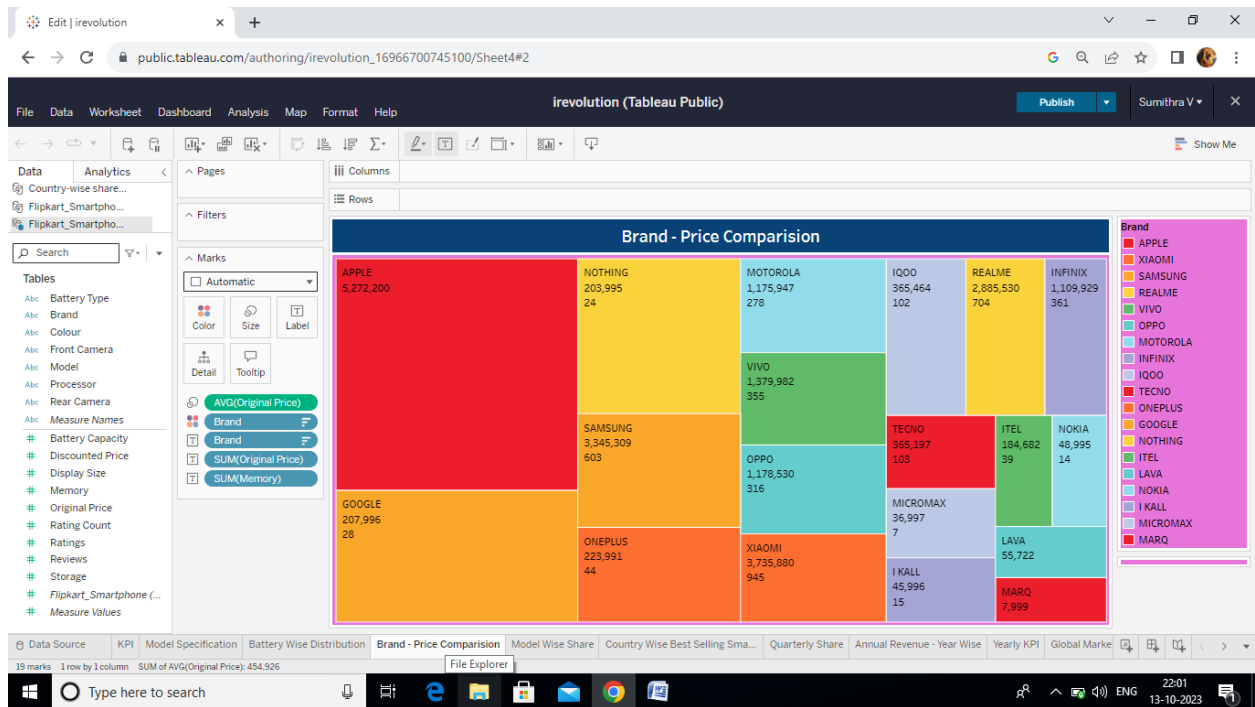 Edit | irevolution
public.tableau.com/authoring/irevolution_16966700745100/Sheet4#2
G
irevolution (Tableau Public)
File Data Worksheet Dashboard Analysis Map Format Help
Publish
Sumithra V
Show Me
Data Analytics
Country-wise share...
Flipkart_Smartpho...
Flipkart_Smartpho...
Search
Tables
Abc Battery Type
Abc Brand
Abc Colour
Abc Front Camera
Abc Model
Abc Processor
Abc Rear Camera
Abc Measure Names
# Battery Capacity
# Discounted Price
# Display Size
# Memory
# Original Price
# Rating Count
# Ratings
# Reviews
# Storage
# Flipkart_Smartphone (...
# Measure Values
Pages
Filters
Marks
Automatic
Color Size Label
Detail Tooltip
AVG(Original Price)
Brand
Brand
SUM(Original Price)
SUM(Memory)
Columns
Rows
Brand - Price Comparision
APPLE
5,272,200
GOOGLE
207,996
28
NOTHING
203,995
24
SAMSUNG
3,345,309
603
ONEPLUS
223,991
44
MOTOROLA
1,175,947
278
VIVO
1,379,982
355
OPPO
1,178,530
316
XIAOMI
3,735,880
945
IQOO
365,464
102
REALME
2,885,530
704
INFINIX
1,109,929
361
TECNO
365,197
103
ITEL
184,682
39
NOKIA
48,995
14
MICROMAX
36,997
7
I KALL
45,996
15
LAVA
55,722
MARQ
7,999
Brand
APPLE
XIAOMI
SAMSUNG
REALME
VIVO
OPPO
MOTOROLA
INFINIX
IQOO
TECNO
ONEPLUS
GOOGLE
NOTHING
ITEL
LAVA
NOKIA
I KALL
MICROMAX
MARQ
Data Source KPI Model Specification Battery Wise Distribution Brand - Price Comparision Model Wise Share Country Wise Best Selling Sma... Quarterly Share Annual Revenue - Year Wise Yearly KPI Global Marke
19 marks 1 row by 1 column SUM of AVG(Original Price): 454,926
File Explorer
Type here to search
ENG
22:01
13-10-2023
1